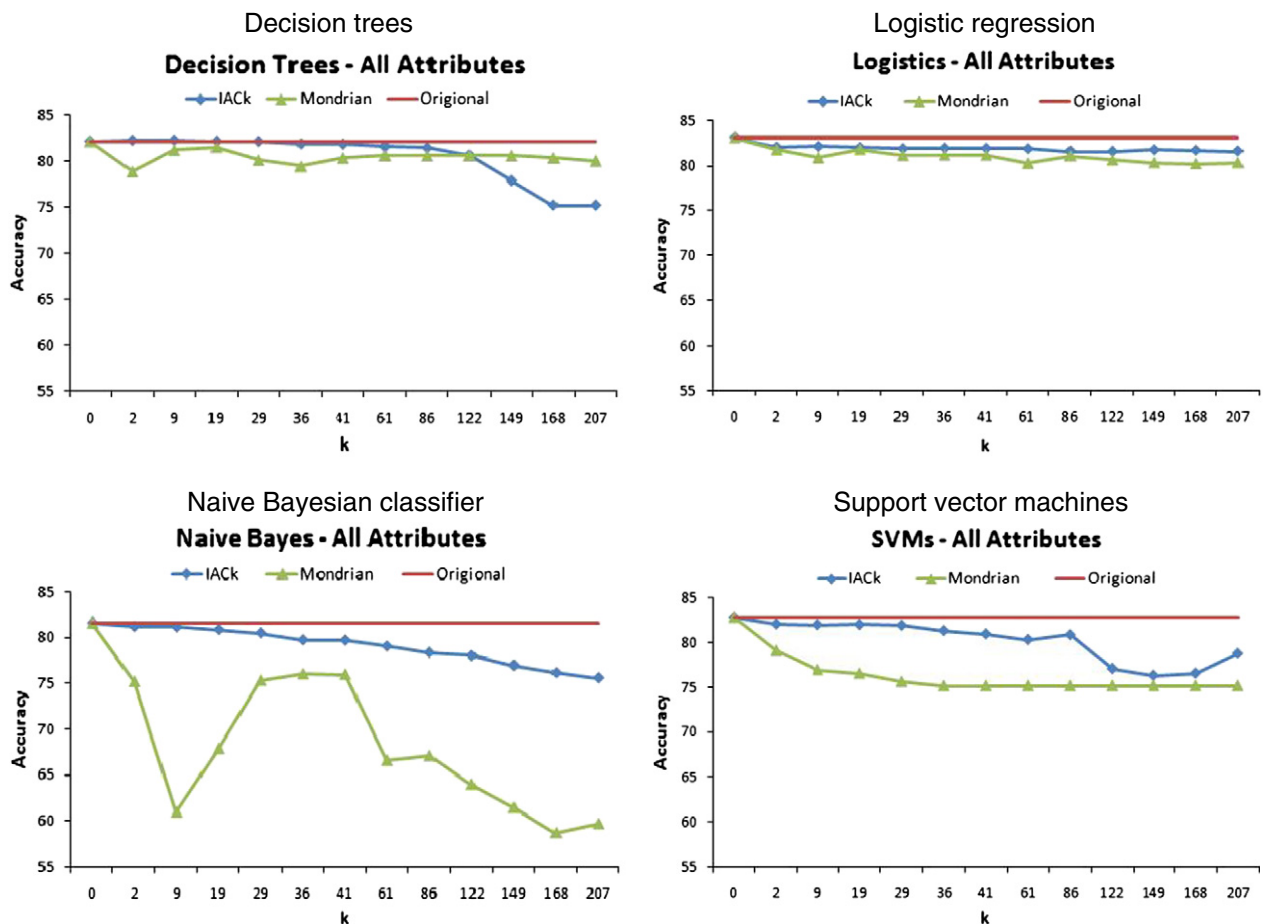 Decision trees
Decision Trees - All Attributes
IACk Mondrian Origional
85
80
75
70
65
60
55
Accuracy
0 2 9 19 29 36 41 61 86 122 149 168 207
k
Logistic regression
Logistics - All Attributes
IACk Mondrian Origional
85
80
75
70
65
60
55
Accuracy
0 2 9 19 29 36 41 61 86 122 149 168 207
k
Naive Bayesian classifier
Naive Bayes - All Attributes
IACk Mondrian Origional
85
80
75
70
65
60
55
Accuracy
0 2 9 19 29 36 41 61 86 122 149 168 207
k
Support vector machines
SVMs - All Attributes
IACk Mondrian Origional
85
80
75
70
65
60
55
Accuracy
0 2 9 19 29 36 41 61 86 122 149 168 207
k